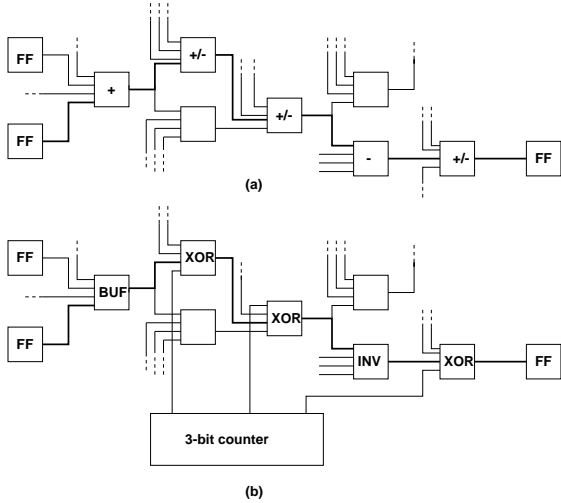 FF
+/-
+
+/-
FF
-
+/-
FF
(a)
FF
XOR
BUF
XOR
FF
INV
XOR
FF
3-bit counter
(b)